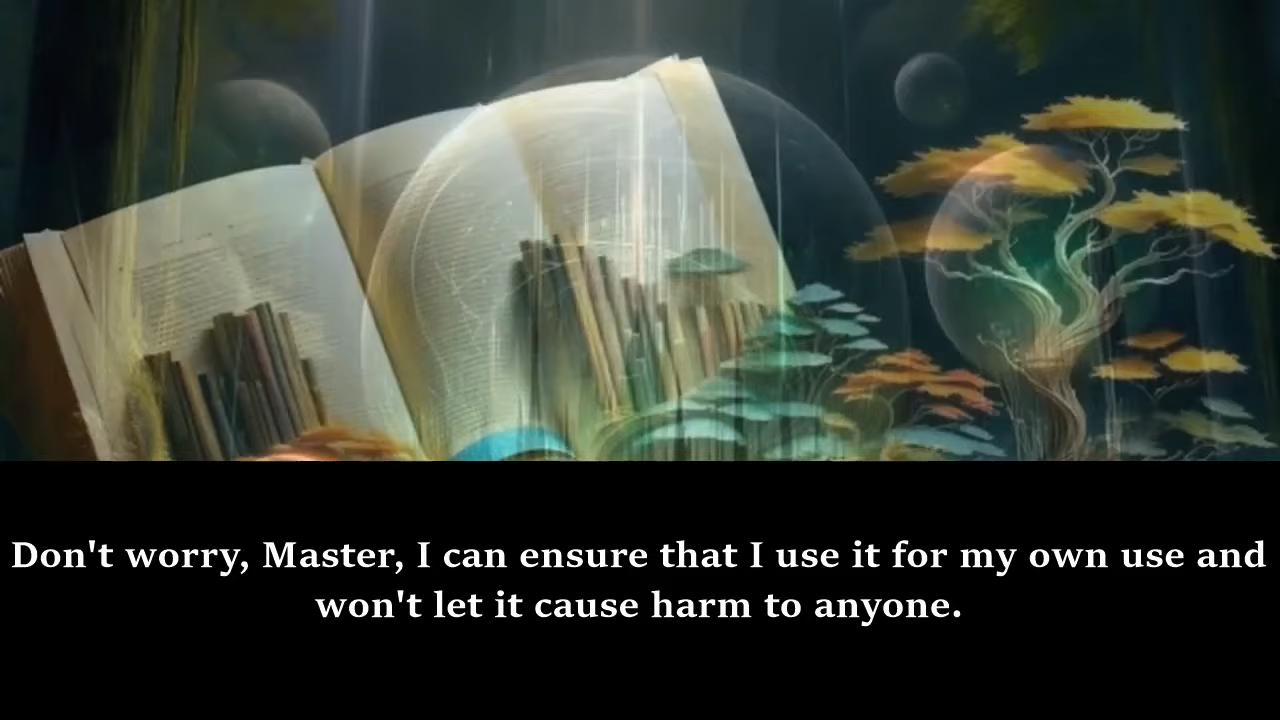 Don't worry, Master, I can ensure that I use it for my own use and
won't let it cause harm to anyone.